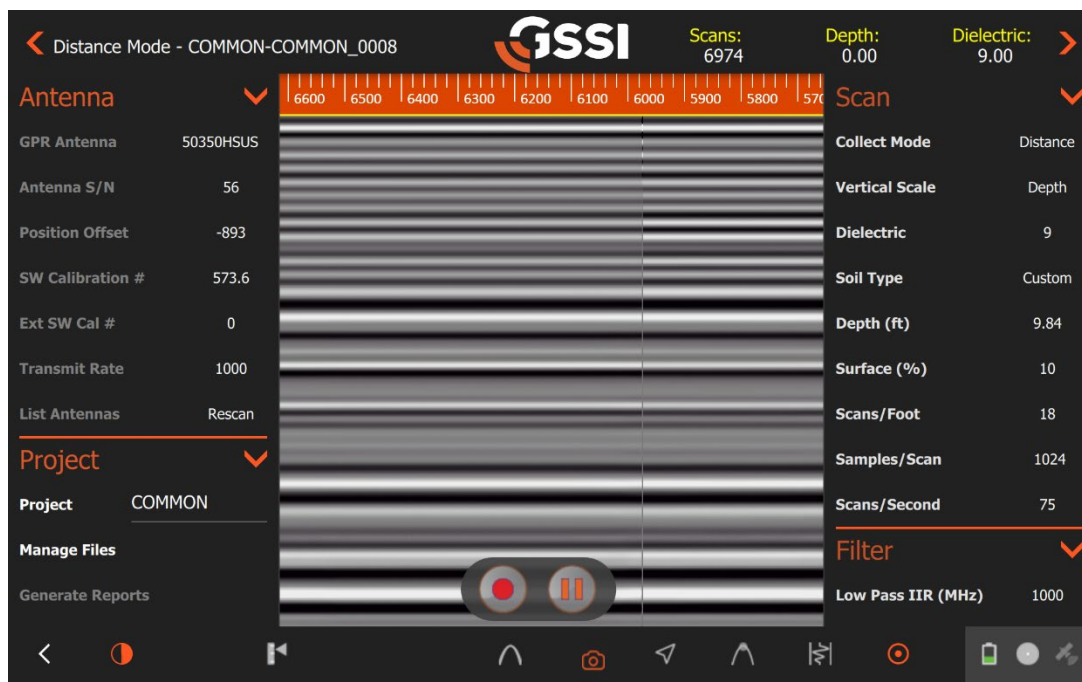 Distance Mode - COMMON-COMMON_0008
GSSI
Scans:
6974
Depth:
0.00
Dielectric:
9.00
Antenna
GPR Antenna 50350HSUS
Antenna S/N 56
Position Offset -893
SW Calibration # 573.6
Ext SW Cal # 0
Transmit Rate 1000
List Antennas Rescan
Project
Project COMMON
Manage Files
Generate Reports
6600 6500 6400 6300 6200 6100 6000 5900 5800 570
Scan
Collect Mode Distance
Vertical Scale Depth
Dielectric 9
Soil Type Custom
Depth (ft) 9.84
Surface (%) 10
Scans/Foot 18
Samples/Scan 1024
Scans/Second 75
Filter
Low Pass IIR (MHz) 1000